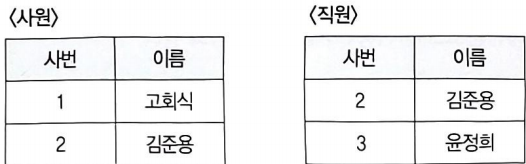 〈사원〉
사번 이름
1 고회식
2 김준용
〈직원〉
사번 이름
2 김준용
3 윤정희